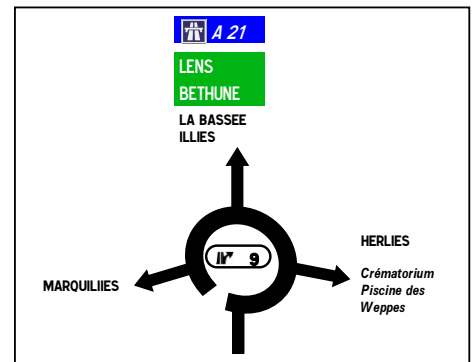 A 21
LENS
BETHUNE
LA BASSEE
ILLIES
9
HERLIES
Crématorium
Piscine des
Weppes
MARQUILIIES